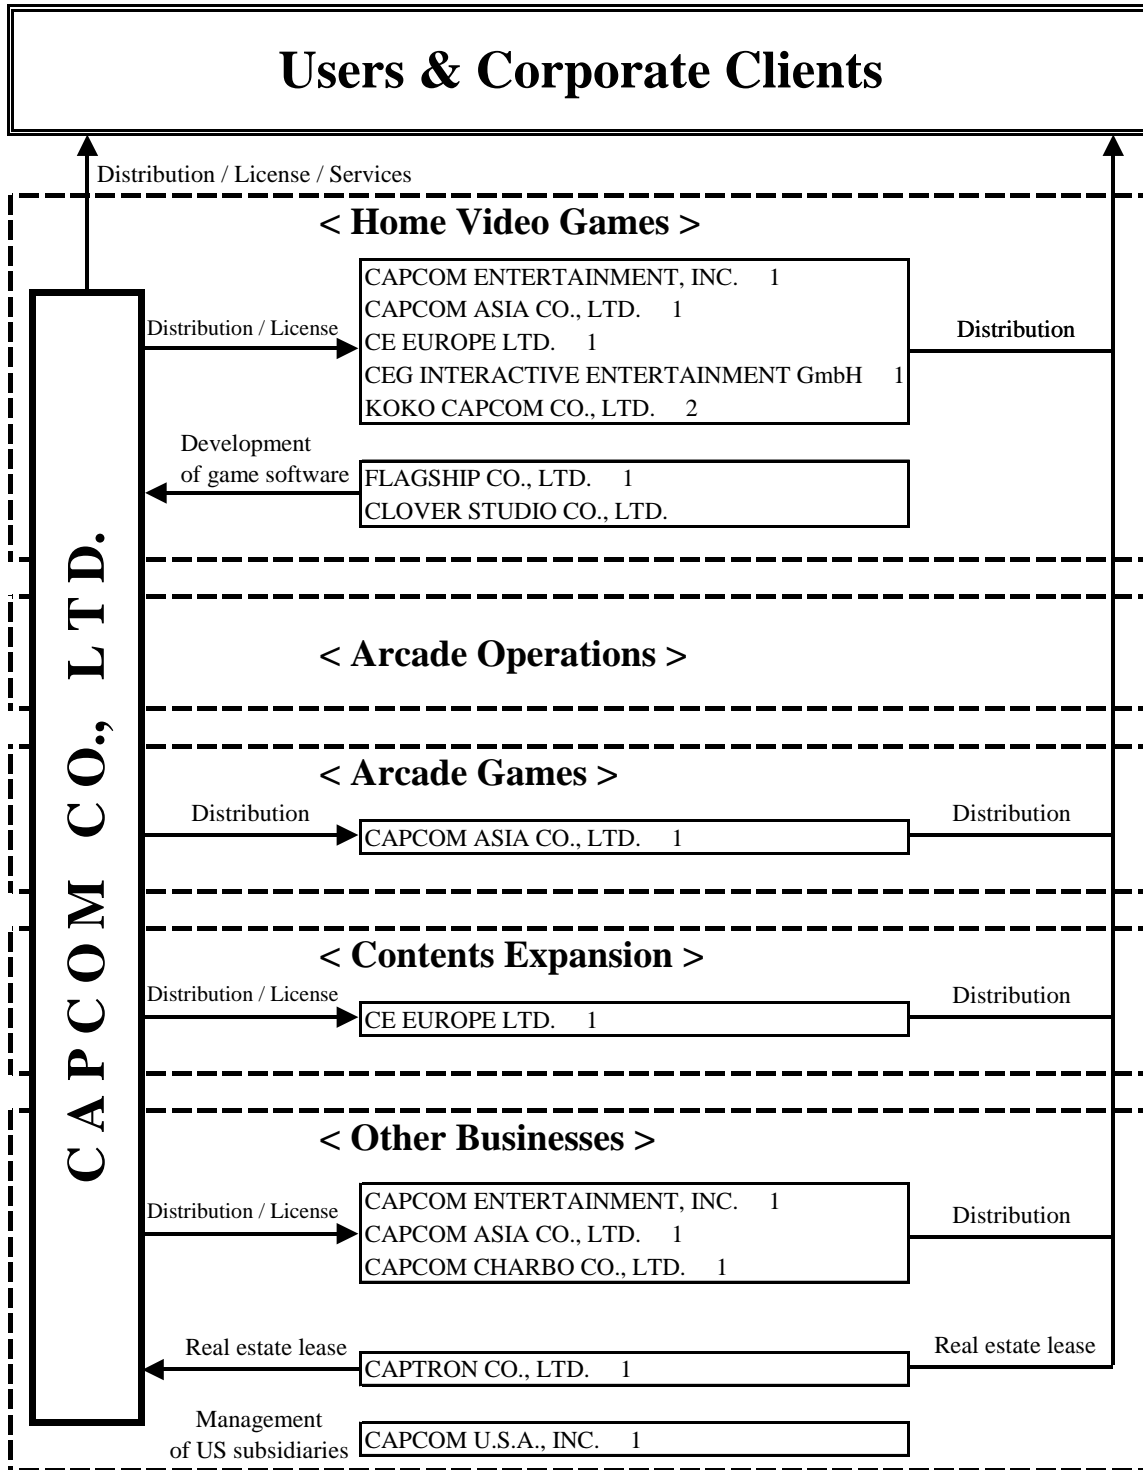 Users & Corporate Clients
Distribution / License / Services
< Home Video Games >
CAPCOM ENTERTAINMENT, INC. 1
CAPCOM ASIA CO., LTD. 1
Distribution / License
Distribution
CE EUROPE LTD. 1
CEG INTERACTIVE ENTERTAINMENT GmbH 1
KOKO CAPCOM CO., LTD. 2
Development
of game software
FLAGSHIP CO., LTD. 1
CLOVER STUDIO CO., LTD.
CAPCOM CO., LTD.
< Arcade Operations >
< Arcade Games >
Distribution
CAPCOM ASIA CO., LTD. 1
Distribution
< Contents Expansion >
Distribution / License
CE EUROPE LTD. 1
Distribution
< Other Businesses >
Distribution / License
CAPCOM ENTERTAINMENT, INC. 1
CAPCOM ASIA CO., LTD. 1
CAPCOM CHARBO CO., LTD. 1
Distribution
Real estate lease
CAPTRON CO., LTD. 1
Real estate lease
Management
of US subsidiaries
CAPCOM U.S.A., INC. 1